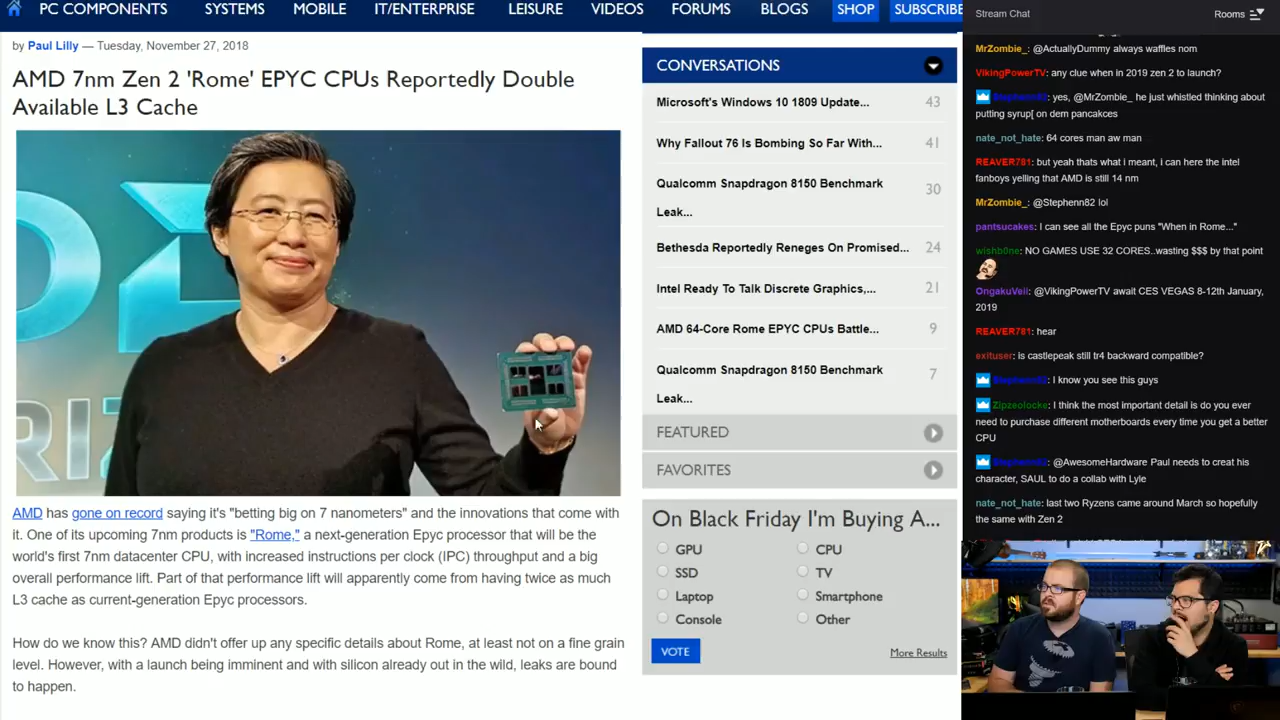 PC COMPONENTS SYSTEMS MOBILE IT/ENTERPRISE LEISURE VIDEOS FORUMS BLOGS SHOP SUBSCRIBE
by Paul Lilly — Tuesday, November 27, 2018
AMD 7nm Zen 2 'Rome' EPYC CPUs Reportedly Double
Available L3 Cache
AMD has gone on record saying it's "betting big on 7 nanometers" and the innovations that come with
it. One of its upcoming 7nm products is "Rome," a next-generation Epyc processor that will be the
world's first 7nm datacenter CPU, with increased instructions per clock (IPC) throughput and a big
overall performance lift. Part of that performance lift will apparently come from having twice as much
L3 cache as current-generation Epyc processors.
How do we know this? AMD didn't offer up any specific details about Rome, at least not on a fine grain
level. However, with a launch being imminent and with silicon already out in the wild, leaks are bound
to happen.
CONVERSATIONS
Microsoft's Windows 10 1809 Update... 43
Why Fallout 76 Is Bombing So Far With... 41
Qualcomm Snapdragon 8150 Benchmark 30
Leak...
Bethesda Reportedly Reneges On Promised... 24
Intel Ready To Talk Discrete Graphics,... 21
AMD 64-Core Rome EPYC CPUs Battle... 9
Qualcomm Snapdragon 8150 Benchmark 7
Leak...
FEATURED
FAVORITES
On Black Friday I'm Buying A...
GPU CPU
SSD TV
Laptop Smartphone
Console Other
VOTE More Results
Stream Chat Rooms
MrZombie_: @ActuallyDummy always waffles nom
VikingPowerTV: any clue when in 2019 zen 2 to launch?
Stephenn82: yes, @MrZombie_ he just whistled thinking about
putting syrup[ on dem pancakces
nate_not_hate: 64 cores man aw man
REAVER781: but yeah thats what i meant, i can here the intel
fanboys yelling that AMD is still 14 nm
MrZombie_: @Stephenn82 lol
pantsucakes: I can see all the Epyc puns "When in Rome..."
wishb0ne: NO GAMES USE 32 CORES..wasting $$$ by that point
OngakuVeii: @VikingPowerTV await CES VEGAS 8-12th January,
2019
REAVER781: hear
exituser: is castlepeak still tr4 backward compatible?
Stephenn82: I know you see this guys
Zipzeolocke: I think the most important detail is do you ever
need to purchase different motherboards every time you get a better
CPU
Stephenn82: @AwesomeHardware Paul needs to creat his
character, SAUL to do a collab with Lyle
nate_not_hate: last two Ryzens came around March so hopefully
the same with Zen 2